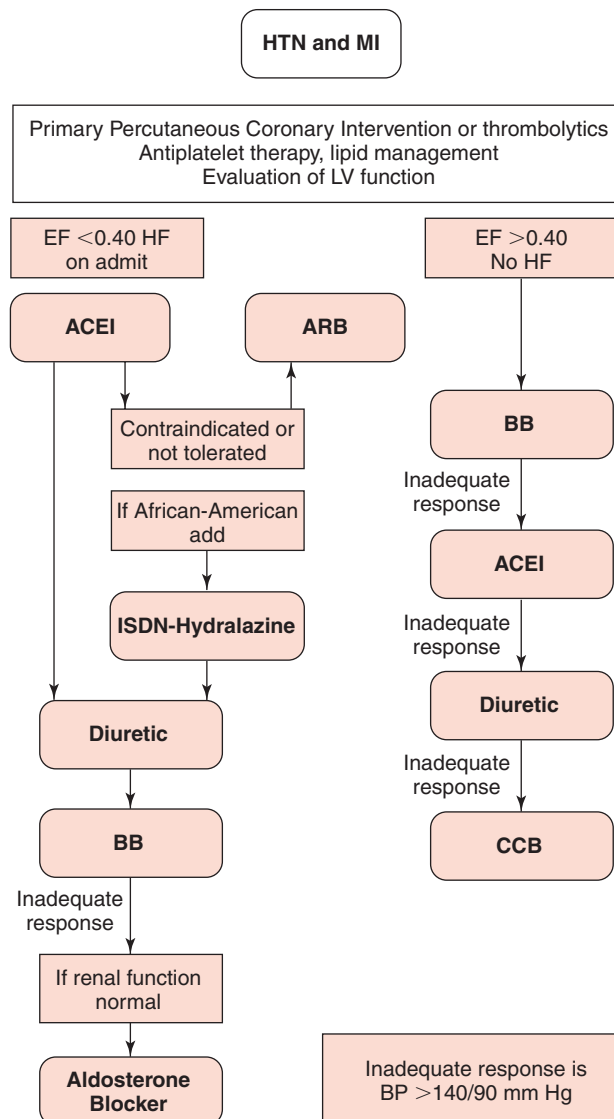 HTN and MI
Primary Percutaneous Coronary Intervention or thrombolytics
Antiplatelet therapy, lipid management
Evaluation of LV function
EF <0.40 HF
on admit
ACEI
ARB
Contraindicated or
not tolerated
If African-American
add
ISDN-Hydralazine
Diuretic
BB
Inadequate
response
If renal function
normal
Aldosterone
Blocker
EF >0.40
No HF
BB
Inadequate
response
ACEI
Inadequate
response
Diuretic
Inadequate
response
CCB
Inadequate response is
BP >140/90 mm Hg